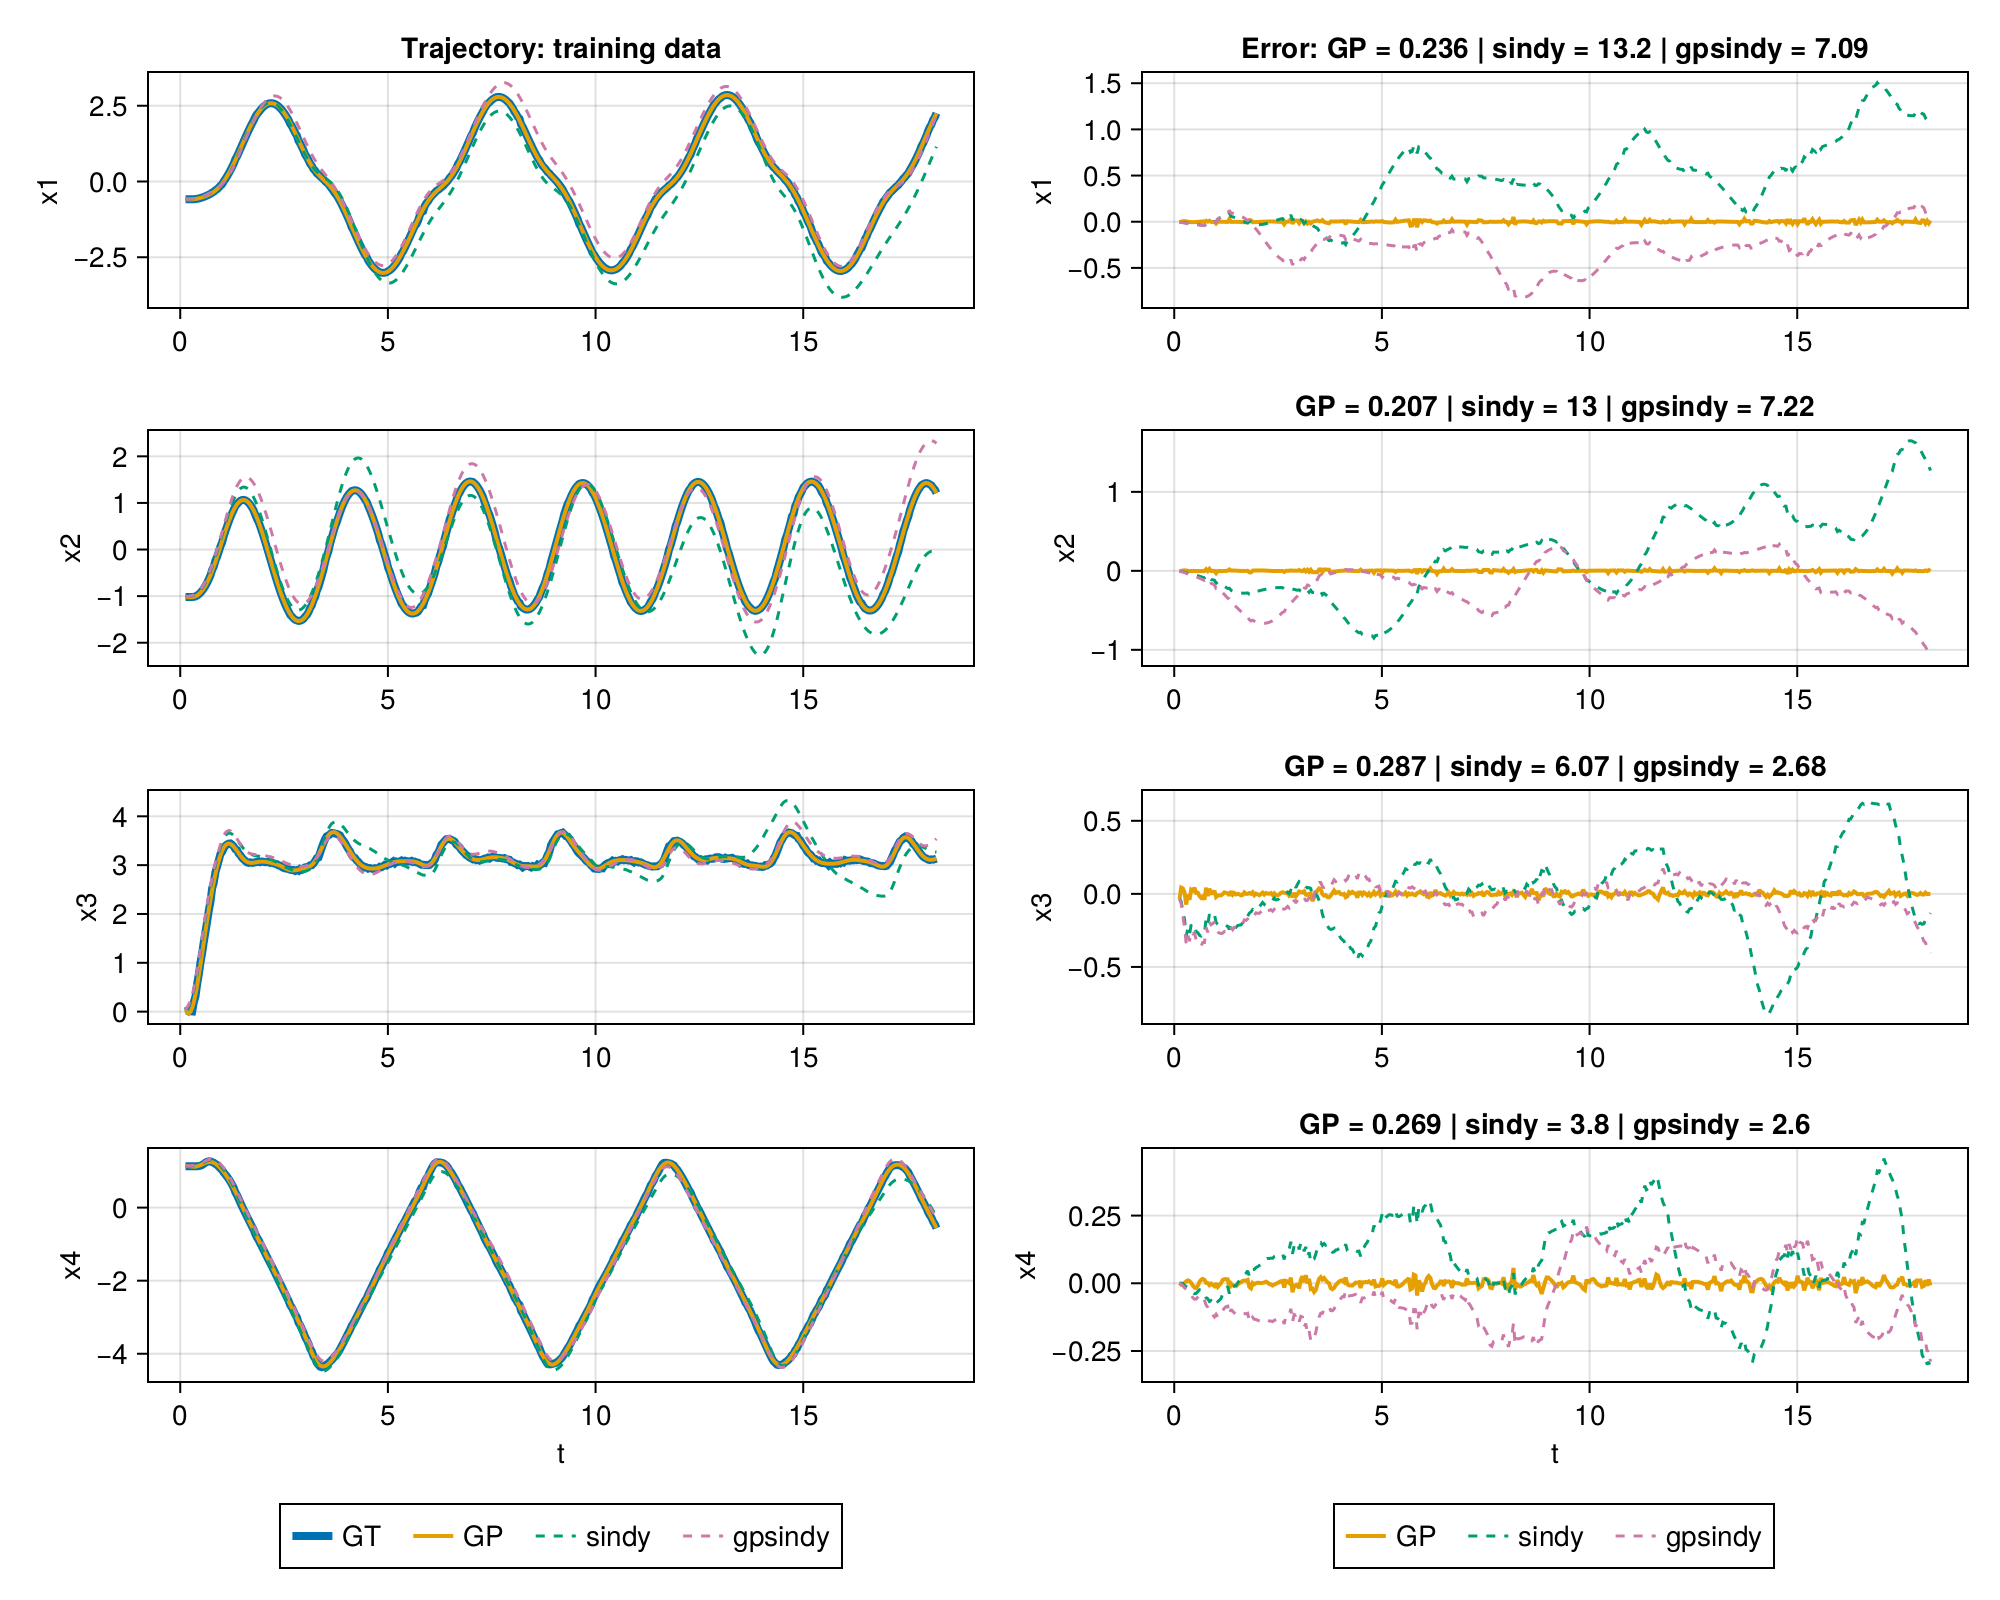 Trajectory: training data
x1
2.5
0.0
−2.5
0 5 10 15
Error: GP = 0.236 | sindy = 13.2 | gpsindy = 7.09
x1
1.5
1.0
0.5
0.0
−0.5
0 5 10 15
x2
2
1
0
−1
−2
0 5 10 15
GP = 0.207 | sindy = 13 | gpsindy = 7.22
x2
1
0
−1
0 5 10 15
x3
4
3
2
1
0
0 5 10 15
GP = 0.287 | sindy = 6.07 | gpsindy = 2.68
x3
0.5
0.0
−0.5
0 5 10 15
x4
0
−2
−4
0 5 10 15
t
GP = 0.269 | sindy = 3.8 | gpsindy = 2.6
x4
0.25
0.00
−0.25
0 5 10 15
t
GT GP sindy gpsindy
GP sindy gpsindy